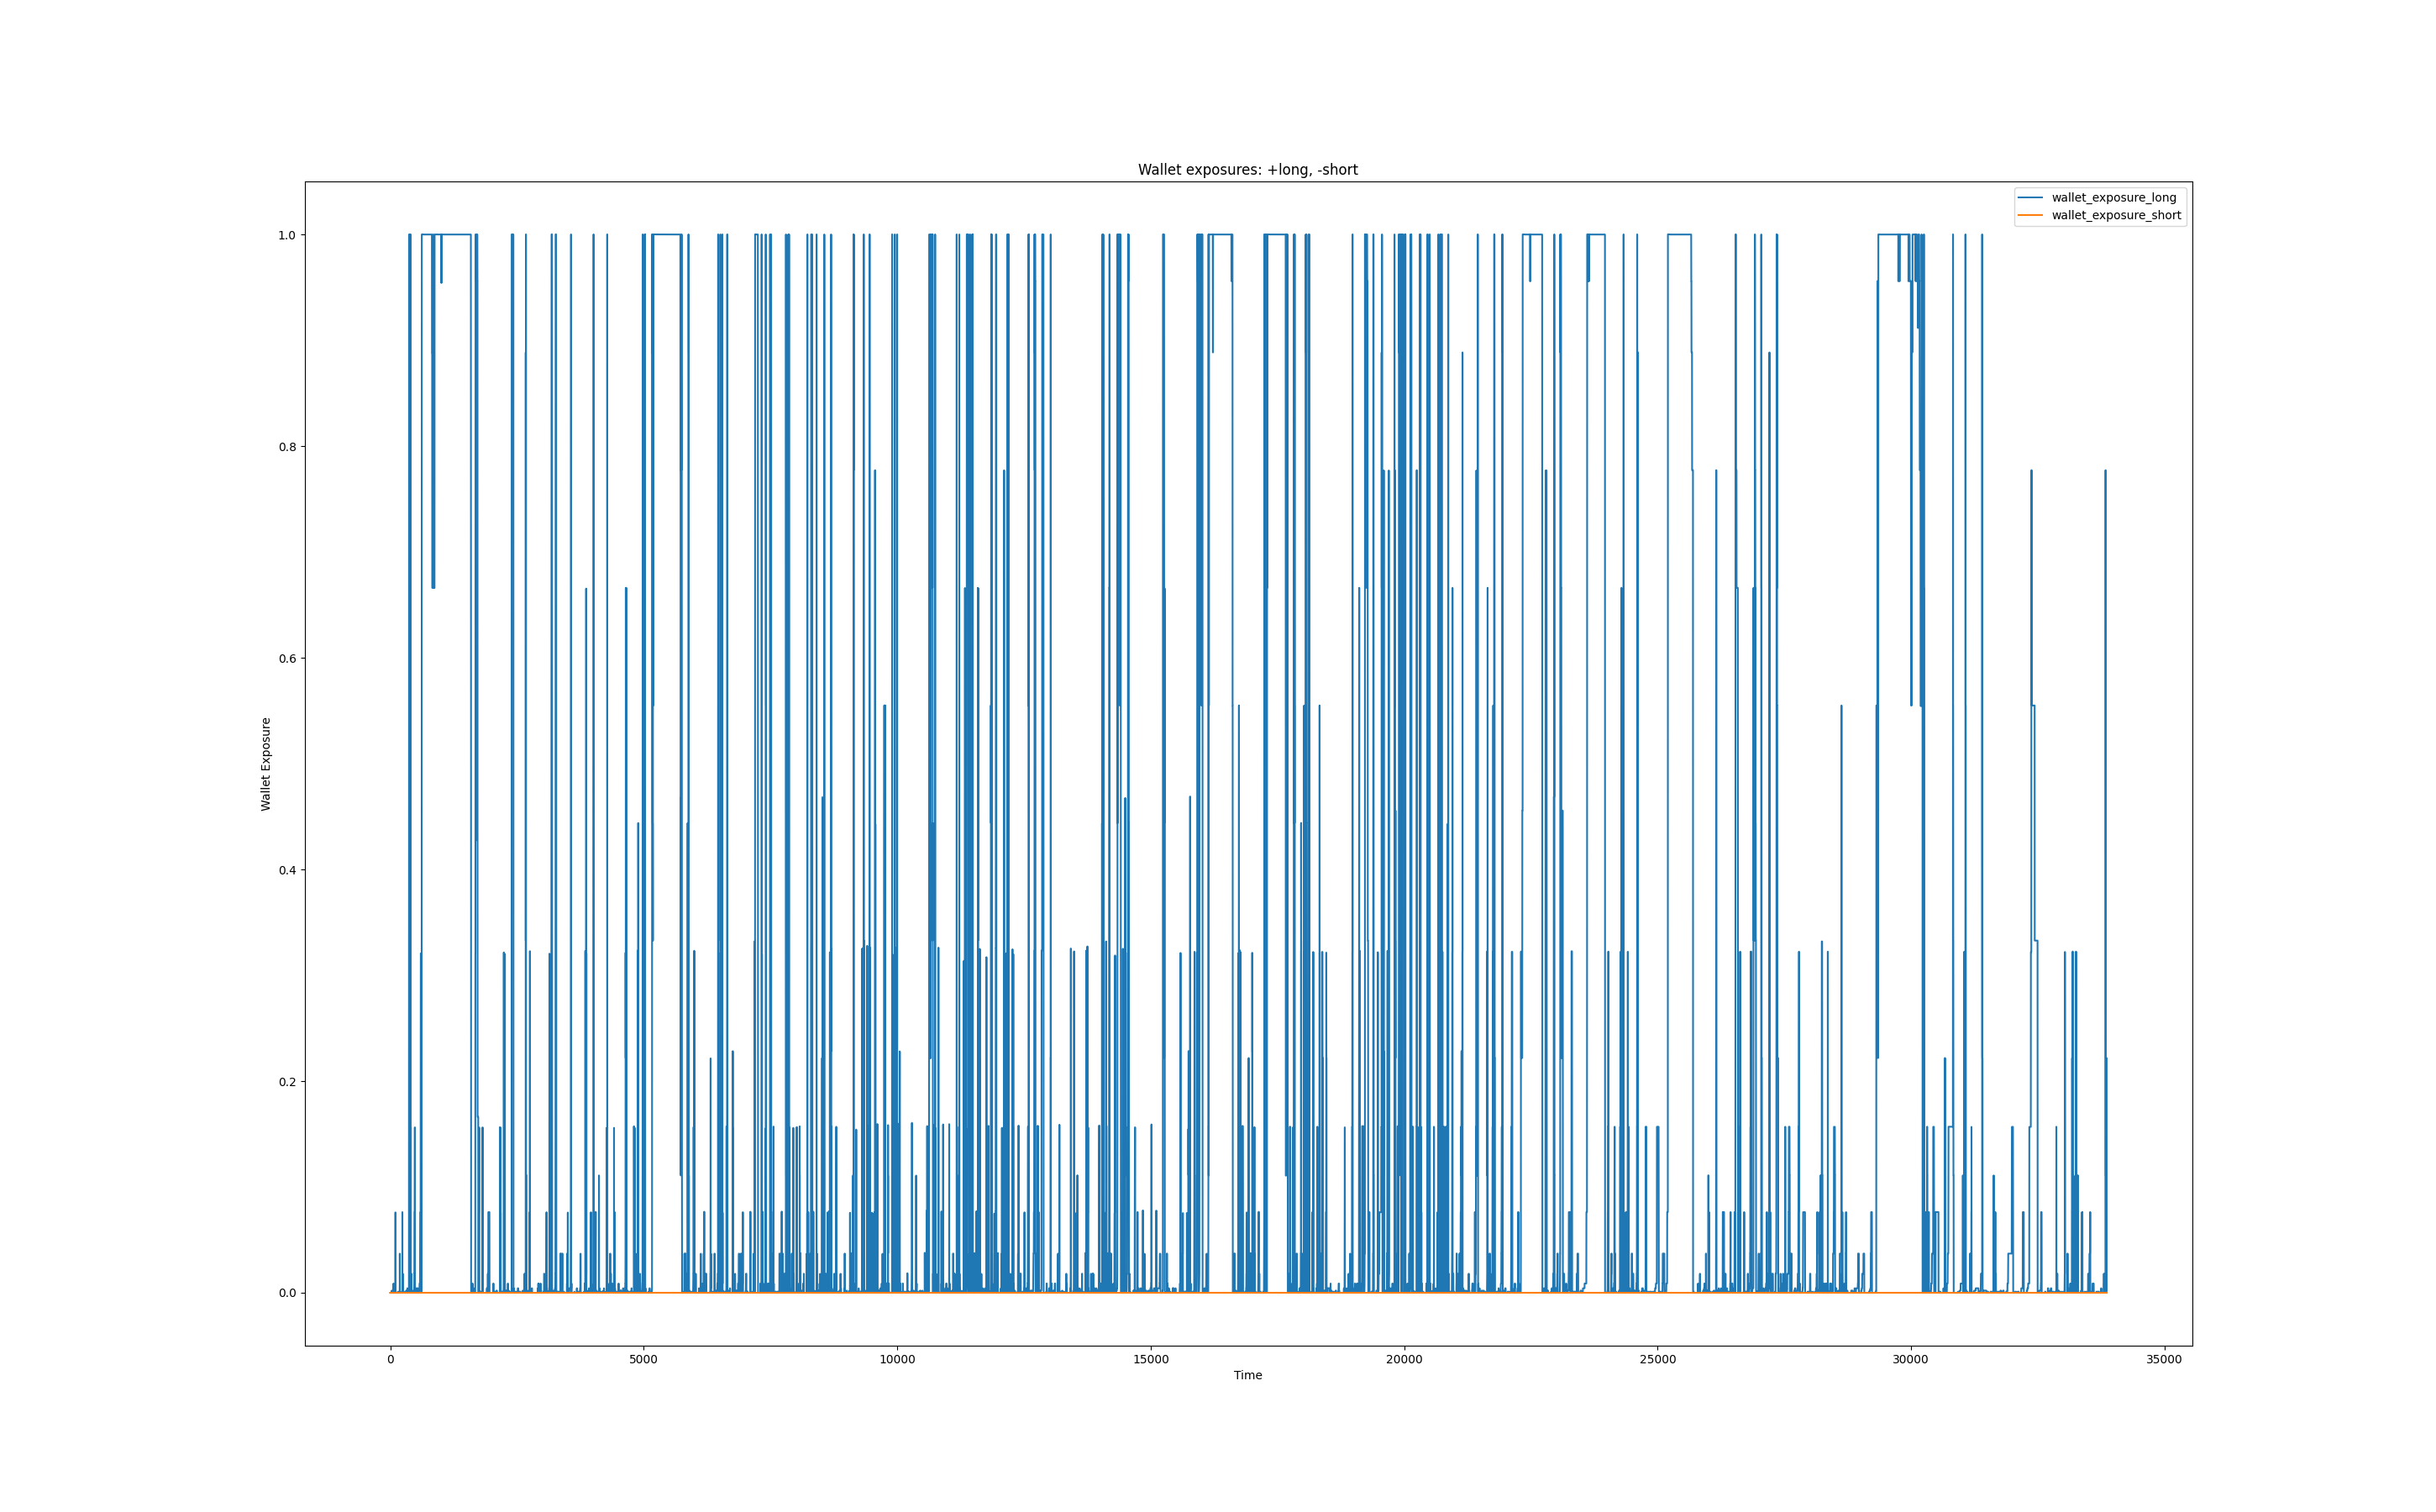 Wallet exposures: +long, -short
wallet_exposure_long
wallet_exposure_short
1.0
0.8
0.6
0.4
0.2
0.0
Wallet Exposure
0 5000 10000 15000 20000 25000 30000 35000
Time